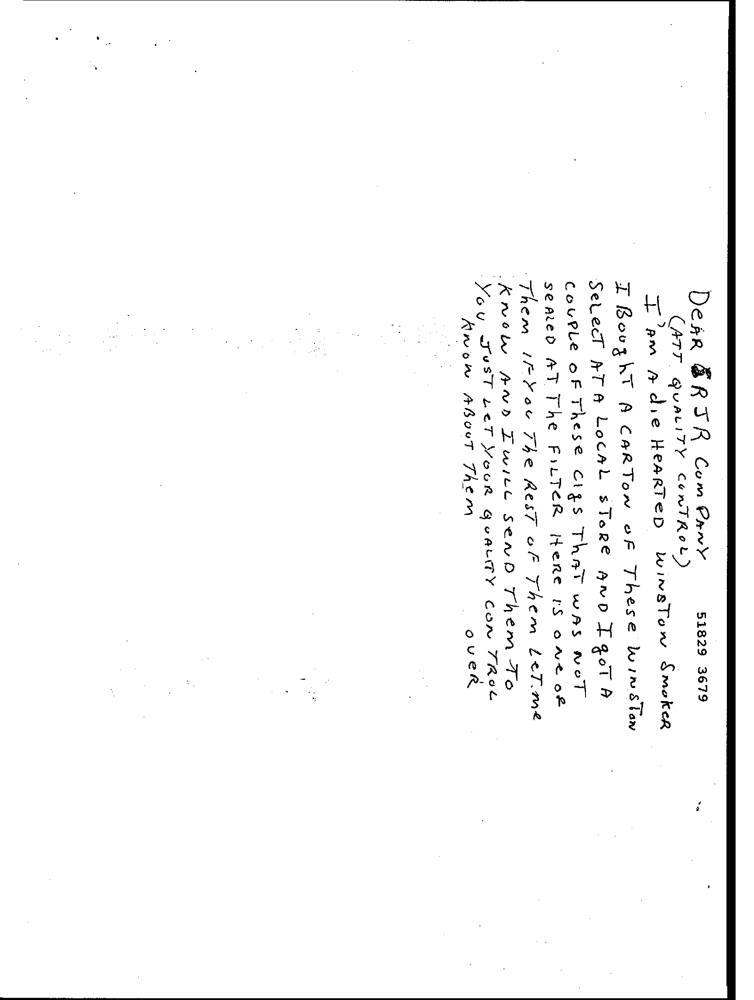 DeAR RJR COMPANY 51829 3679
(ATT QUALITY CONTROL)
I'AM A die HEARTED WINSTON SMOKER
I BOUghT A CARTON OF These WINSTON
SeLecT AT A LOCAL STORE AND I goT A
COUPLE OF These CIgs THAT WAS NOT
SEALED AT The FILTER HeRe IS ONe OR
Them IF YOU The ReST OF Them LeT.me
KNOW AND I WILL SeND Them TO
YOU JUST LeT YOUR QUALITY CONTROL
KNOW ABOUT Them OVER